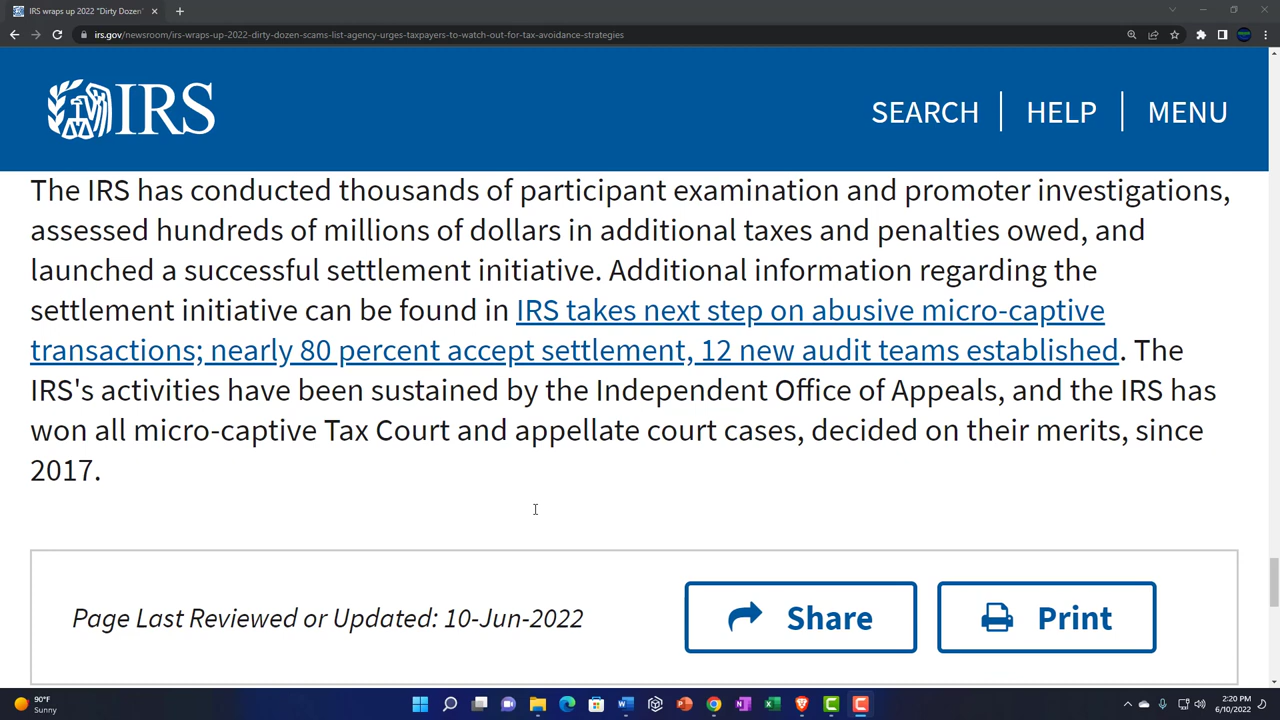 IRS wraps up 2022 "Dirty Dozen"
irs.gov/newsroom/irs-wraps-up-2022-dirty-dozen-scams-list-agency-urges-taxpayers-to-watch-out-for-tax-avoidance-strategies
IRS
SEARCH
HELP
MENU
The IRS has conducted thousands of participant examination and promoter investigations,
assessed hundreds of millions of dollars in additional taxes and penalties owed, and
launched a successful settlement initiative. Additional information regarding the
settlement initiative can be found in IRS takes next step on abusive micro-captive
transactions; nearly 80 percent accept settlement, 12 new audit teams established. The
IRS's activities have been sustained by the Independent Office of Appeals, and the IRS has
won all micro-captive Tax Court and appellate court cases, decided on their merits, since
2017.
Page Last Reviewed or Updated: 10-Jun-2022
Share
Print
90°F
Sunny
2:20 PM
6/10/2022